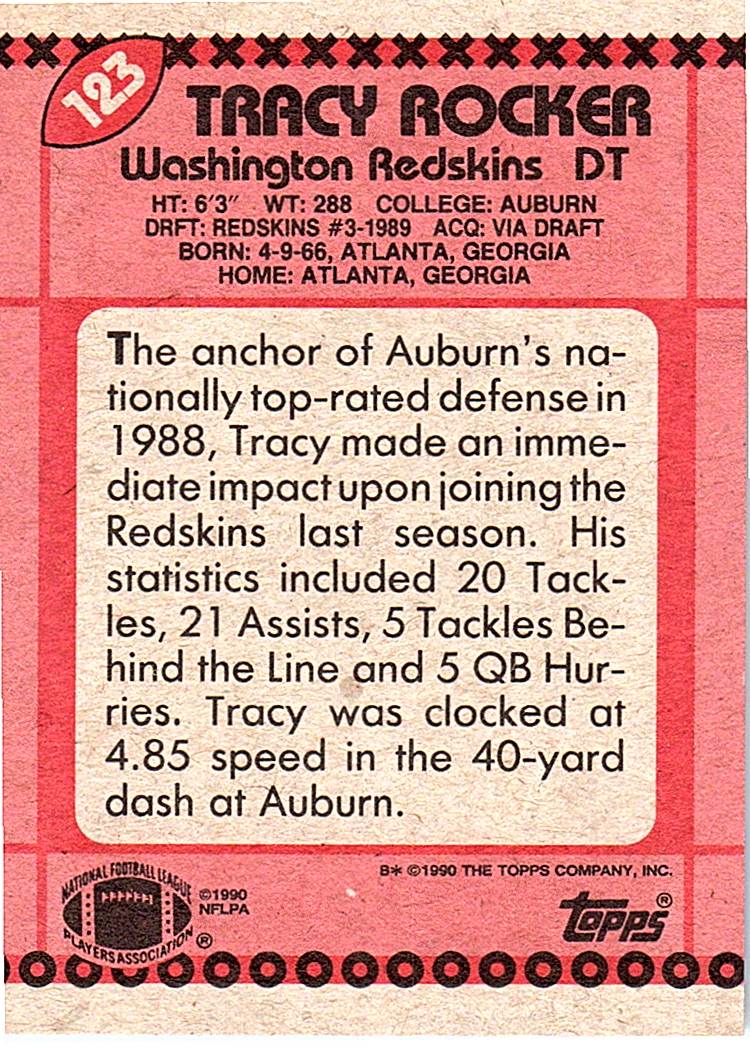 123
TRACY ROCKER
Washington Redskins DT
HT: 6'3" WT: 288 COLLEGE: AUBURN
DRFT: REDSKINS #3-1989 ACQ: VIA DRAFT
BORN: 4-9-66, ATLANTA, GEORGIA
HOME: ATLANTA, GEORGIA
The anchor of Auburn's na-
tionally top-rated defense in
1988, Tracy made an imme-
diate impact upon joining the
Redskins last season. His
statistics included 20 Tack-
les, 21 Assists, 5 Tackles Be-
hind the Line and 5 QB Hur-
ries. Tracy was clocked at
4.85 speed in the 40-yard
dash at Auburn.
B* ©1990 THE TOPPS COMPANY, INC.
NATIONAL FOOTBALL LEAGUE
PLAYERS ASSOCIATION ®
©1990
NFLPA
topps®